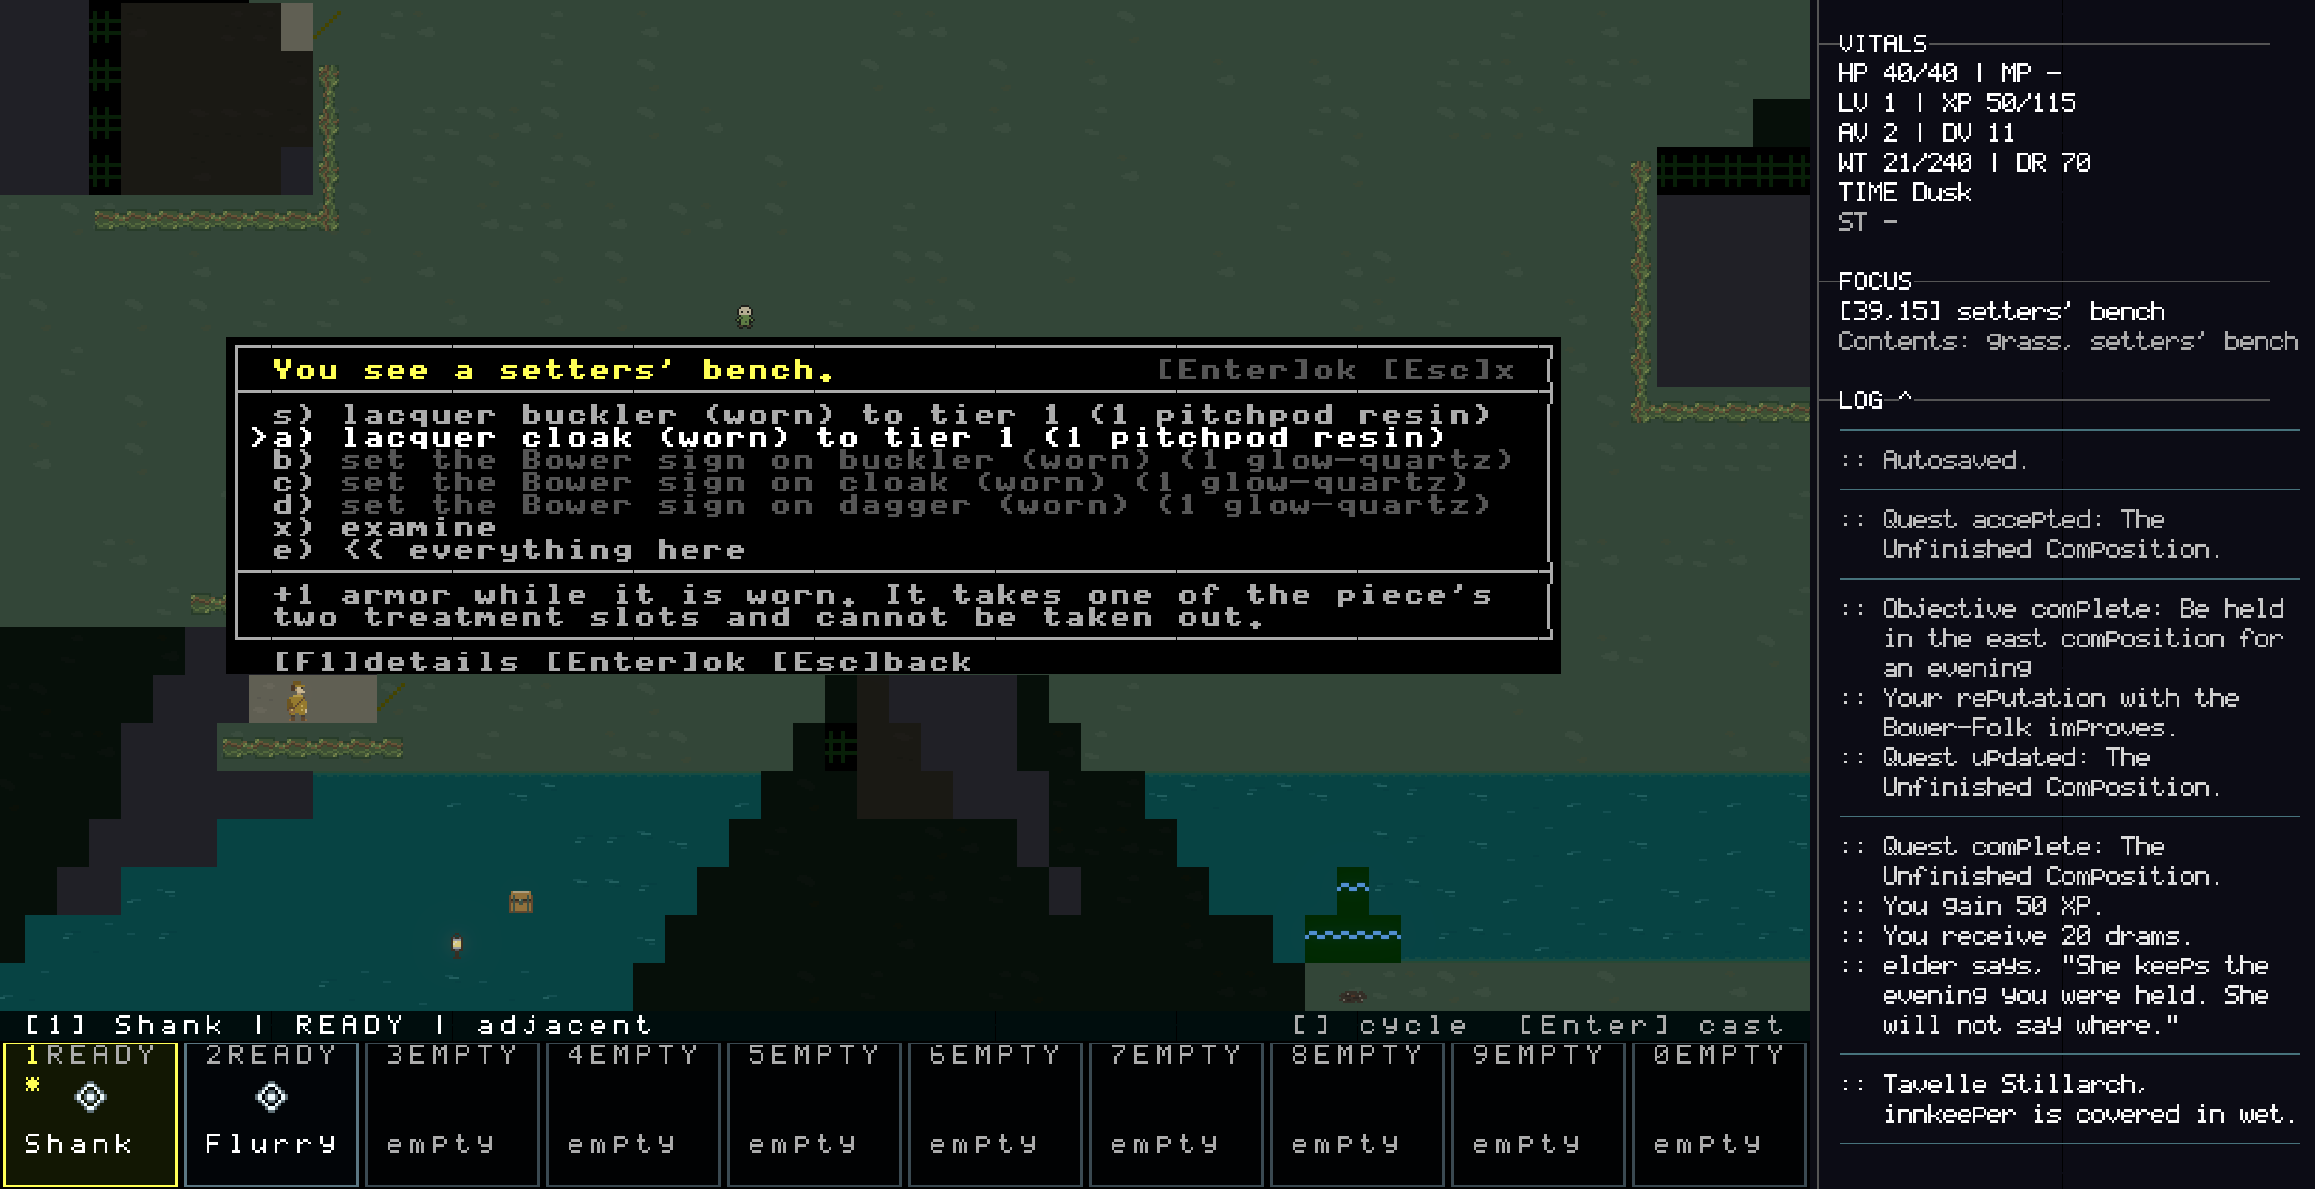 You see a setters' bench. [Enter]ok [Esc]x
s) lacquer buckler (worn) to tier 1 (1 pitchpod resin)
>a) lacquer cloak (worn) to tier 1 (1 pitchpod resin)
b) set the Bower sign on buckler (worn) (1 glow-quartz)
c) set the Bower sign on cloak (worn) (1 glow-quartz)
d) set the Bower sign on dagger (worn) (1 glow-quartz)
x) examine
e) << everything here
+1 armor while it is worn. It takes one of the piece's
two treatment slots and cannot be taken out.
[F1]details [Enter]ok [Esc]back
[1] Shank | READY | adjacent
[] cycle [Enter] cast
1READY 2READY 3EMPTY 4EMPTY 5EMPTY 6EMPTY 7EMPTY 8EMPTY 9EMPTY 0EMPTY
Shank Flurry empty empty empty empty empty empty empty empty
VITALS
HP 40/40 | MP -
LV 1 | XP 50/115
AV 2 | DV 11
WT 21/240 | DR 70
TIME Dusk
ST -
FOCUS
[39,15] setters' bench
Contents: grass, setters' bench
LOG ^
:: Autosaved.
:: Quest accepted: The
Unfinished Composition.
:: Objective complete: Be held
in the east composition for
an evening
:: Your reputation with the
Bower-Folk improves.
:: Quest updated: The
Unfinished Composition.
:: Quest complete: The
Unfinished Composition.
:: You gain 50 XP.
:: You receive 20 drams.
:: elder says, "She keeps the
evening you were held. She
will not say where."
:: Tavelle Stillarch,
innkeeper is covered in wet.